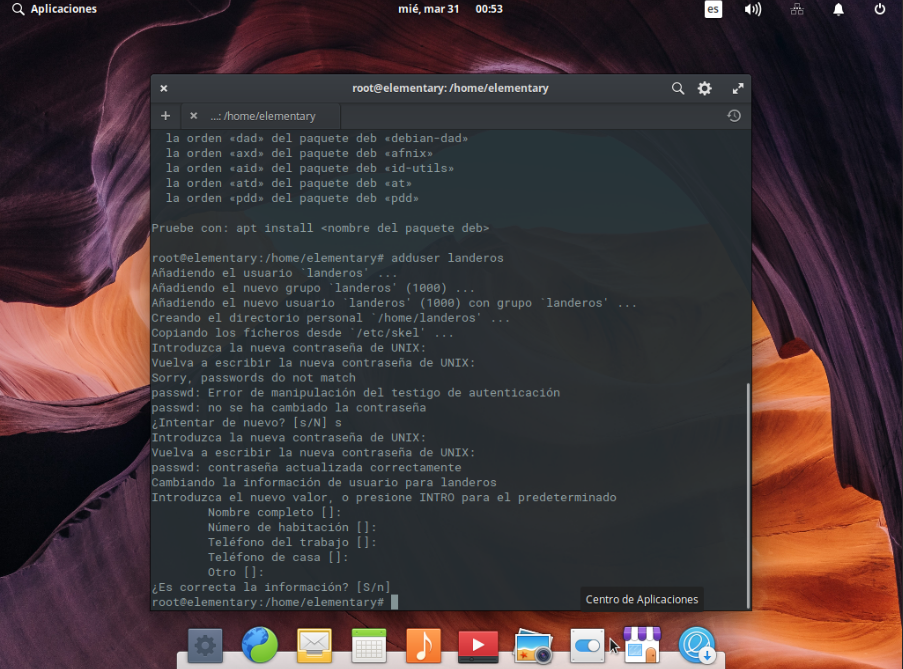 Aplicaciones
mié, mar 31 00:53
es
root@elementary: /home/elementary
...: /home/elementary
la orden «dad» del paquete deb «debian-dad»
la orden «axd» del paquete deb «afnix»
la orden «aid» del paquete deb «id-utils»
la orden «atd» del paquete deb «at»
la orden «pdd» del paquete deb «pdd»
Pruebe con: apt install <nombre del paquete deb>
root@elementary:/home/elementary# adduser landeros
Añadiendo el usuario `landeros' ...
Añadiendo el nuevo grupo `landeros' (1000) ...
Añadiendo el nuevo usuario `landeros' (1000) con grupo `landeros' ...
Creando el directorio personal `/home/landeros' ...
Copiando los ficheros desde `/etc/skel' ...
Introduzca la nueva contraseña de UNIX:
Vuelva a escribir la nueva contraseña de UNIX:
Sorry, passwords do not match
passwd: Error de manipulación del testigo de autenticación
passwd: no se ha cambiado la contraseña
¿Intentar de nuevo? [s/N] s
Introduzca la nueva contraseña de UNIX:
Vuelva a escribir la nueva contraseña de UNIX:
passwd: contraseña actualizada correctamente
Cambiando la información de usuario para landeros
Introduzca el nuevo valor, o presione INTRO para el predeterminado
Nombre completo []:
Número de habitación []:
Teléfono del trabajo []:
Teléfono de casa []:
Otro []:
¿Es correcta la información? [S/n]
root@elementary:/home/elementary#
Centro de Aplicaciones